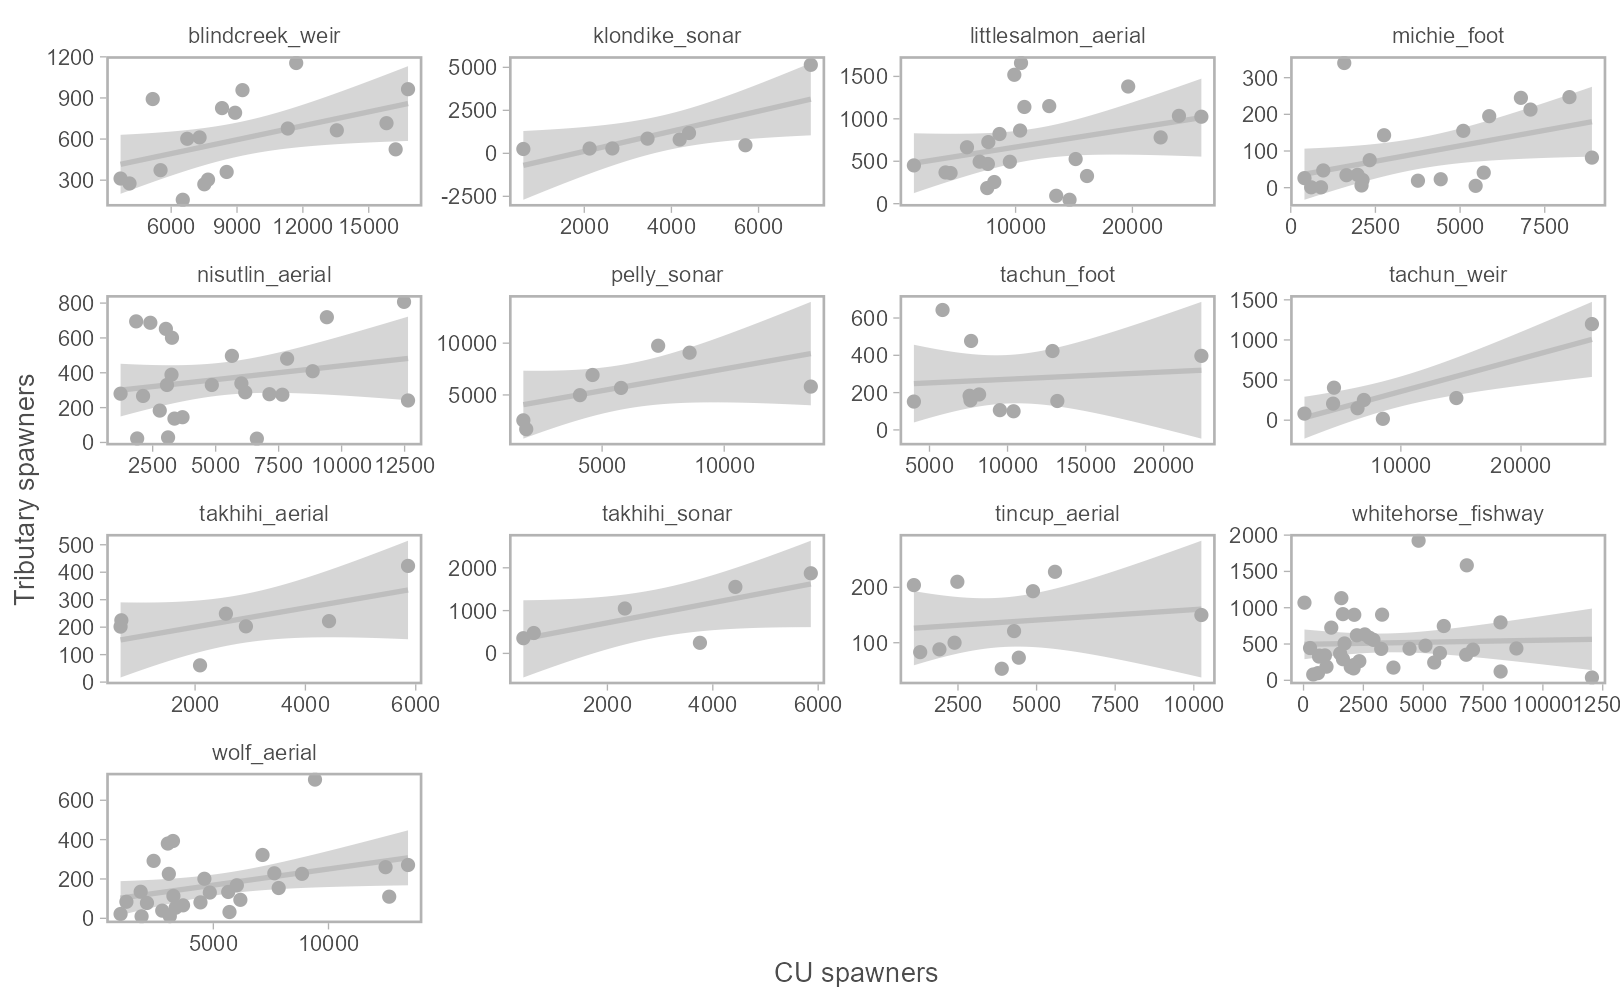 blindcreek_weir klondike_sonar littlesalmon_aerial michie_foot
1200 900 600 300
5000 2500 0 -2500
1500 1000 500 0
300 200 100 0
6000 9000 12000 15000
2000 4000 6000
10000 20000
0 2500 5000 7500
nisutlin_aerial pelly_sonar tachun_foot tachun_weir
800 600 400 200 0
10000 5000
600 400 200 0
1500 1000 500 0
2500 5000 7500 10000 12500
5000 10000
5000 10000 15000 20000
10000 20000
takhihi_aerial takhihi_sonar tincup_aerial whitehorse_fishway
500 400 300 200 100 0
2000 1000 0
200 100
2000 1500 1000 500 0
2000 4000 6000
0 2000 4000 6000
2500 5000 7500 10000
0 2500 5000 7500 10000 1250
wolf_aerial
600 400 200 0
5000 10000
Tributary spawners
CU spawners